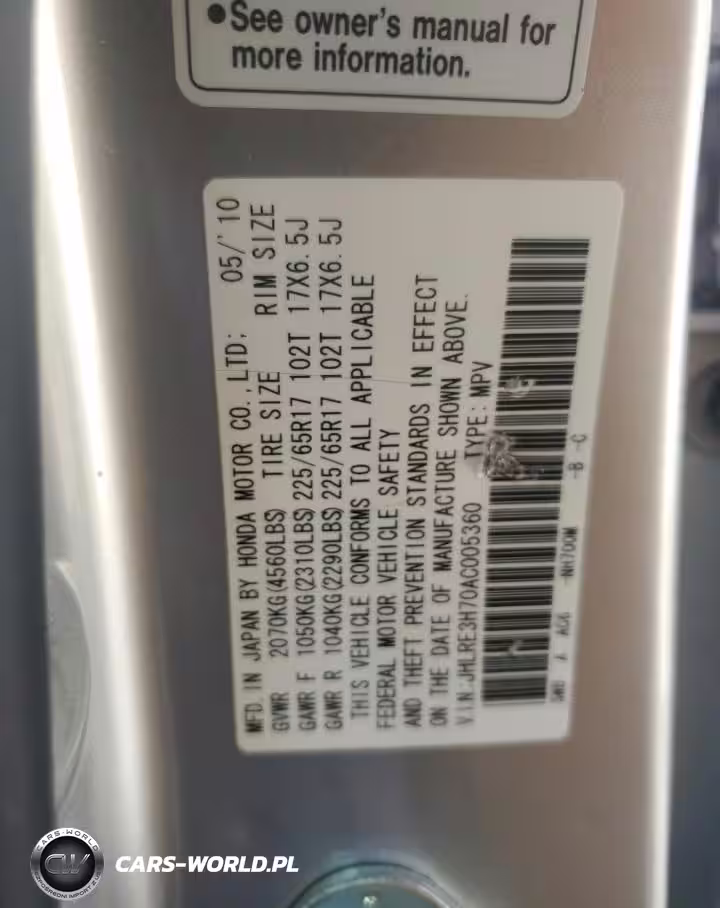 ●See owner's manual for
more information.
MFD. IN JAPAN BY HONDA MOTOR CO., LTD; 05/'10
GVWR 2070KG(4560LBS) TIRE SIZE RIM SIZE
GAWR F 1050KG(2310LBS) 225/65R17 102T 17X6.5J
GAWR R 1040KG(2290LBS) 225/65R17 102T 17X6.5J
THIS VEHICLE CONFORMS TO ALL APPLICABLE
FEDERAL MOTOR VEHICLE SAFETY
AND THEFT PREVENTION STANDARDS IN EFFECT
ON THE DATE OF MANUFACTURE SHOWN ABOVE.
V.I.N:JHLRE3H70AC005360 TYPE: MPV
A -NH700M -B -C
CARS-WORLD
CW
CARS-WORLD.PL